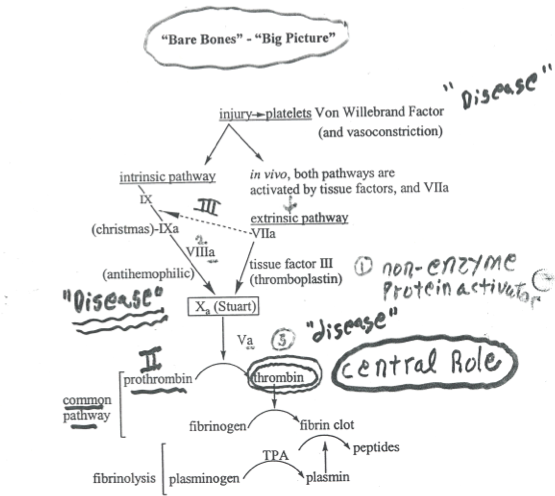 "Bare Bones" - "Big Picture"
"Disease"
injury→platelets Von Willebrand Factor
(and vasoconstriction)
intrinsic pathway
in vivo, both pathways are
activated by tissue factors, and VIIa
IX
III
extrinsic pathway
(christmas)-IXa
VIIa
2.
VIIIa
(antihemophilic)
tissue factor III
(thromboplastin)
① non-enzyme
Protein activator
"Disease"
Xa (Stuart)
Va
⑤
"disease"
II
prothrombin
thrombin
central Role
common
pathway
fibrinogen
fibrin clot
TPA
peptides
fibrinolysis
plasminogen
plasmin